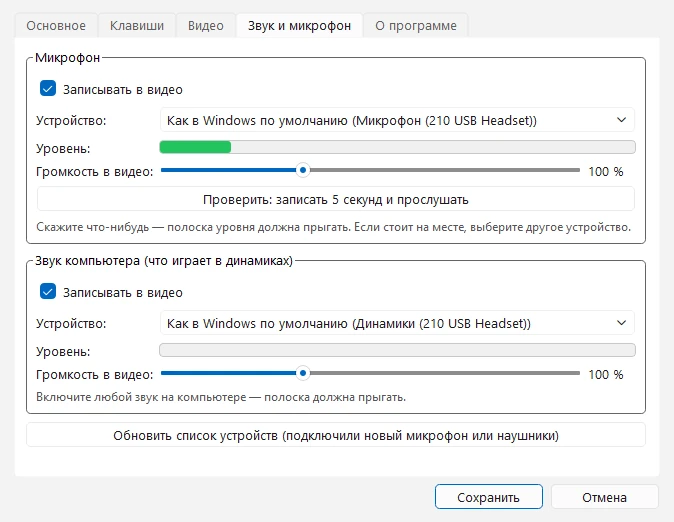 Основное
Клавиши
Видео
Звук и микрофон
О программе
Микрофон
Записывать в видео
Устройство:
Как в Windows по умолчанию (Микрофон (210 USB Headset))
Уровень:
Громкость в видео:
100 %
Проверить: записать 5 секунд и прослушать
Скажите что-нибудь — полоска уровня должна прыгать. Если стоит на месте, выберите другое устройство.
Звук компьютера (что играет в динамиках)
Записывать в видео
Устройство:
Как в Windows по умолчанию (Динамики (210 USB Headset))
Уровень:
Громкость в видео:
100 %
Включите любой звук на компьютере — полоска должна прыгать.
Обновить список устройств (подключили новый микрофон или наушники)
Сохранить
Отмена